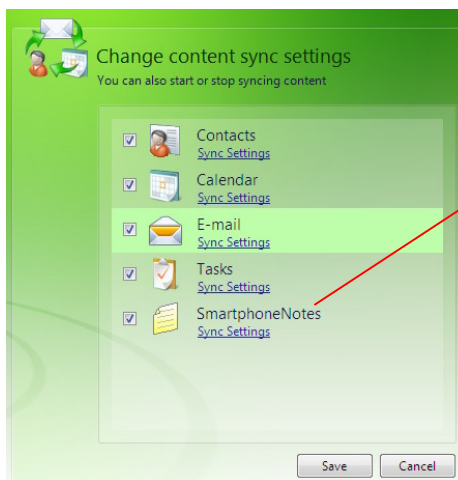 Change content sync settings
You can also start or stop syncing content
Contacts
Sync Settings
Calendar
Sync Settings
E-mail
Sync Settings
Tasks
Sync Settings
SmartphoneNotes
Sync Settings
Save Cancel